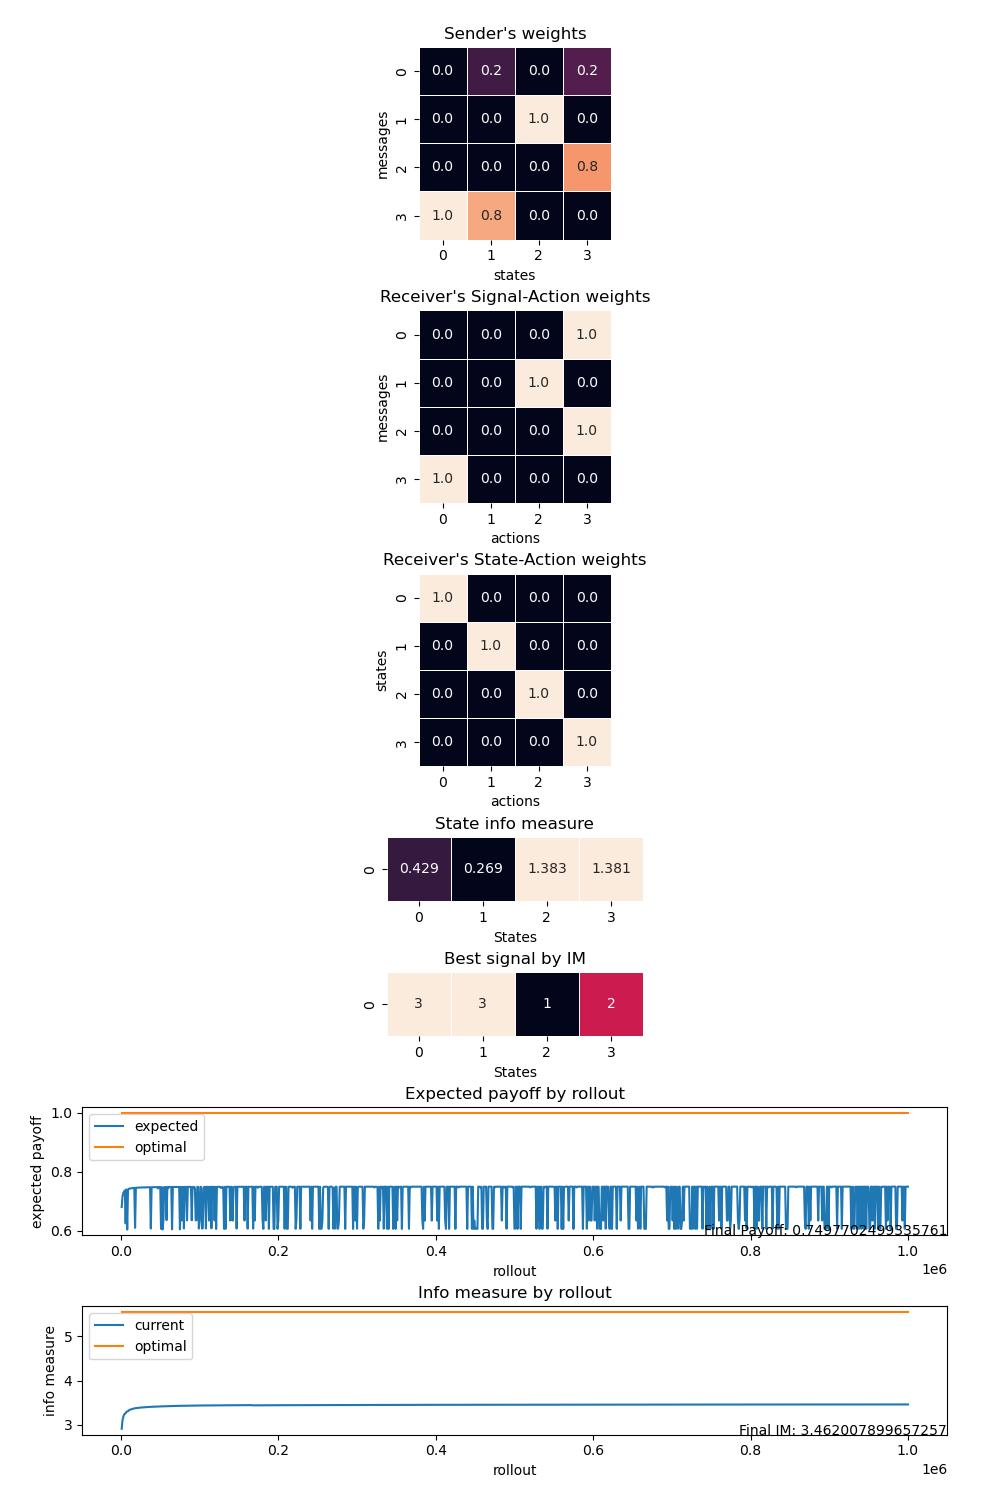 Sender's weights
messages
0 0.0 0.2 0.0 0.2
1 0.0 0.0 1.0 0.0
2 0.0 0.0 0.0 0.8
3 1.0 0.8 0.0 0.0
0 1 2 3
states
Receiver's Signal-Action weights
messages
0 0.0 0.0 0.0 1.0
1 0.0 0.0 1.0 0.0
2 0.0 0.0 0.0 1.0
3 1.0 0.0 0.0 0.0
0 1 2 3
actions
Receiver's State-Action weights
states
0 1.0 0.0 0.0 0.0
1 0.0 1.0 0.0 0.0
2 0.0 0.0 1.0 0.0
3 0.0 0.0 0.0 1.0
0 1 2 3
actions
State info measure
0 0.429 0.269 1.383 1.381
0 1 2 3
States
Best signal by IM
0 3 3 1 2
0 1 2 3
States
Expected payoff by rollout
expected payoff
1.0
0.8
0.6
expected
optimal
Final Payoff: 0.7497702499335761
0.0 0.2 0.4 0.6 0.8 1.0
1e6
rollout
Info measure by rollout
info measure
5
4
3
current
optimal
Final IM: 3.462007899657257
0.0 0.2 0.4 0.6 0.8 1.0
1e6
rollout